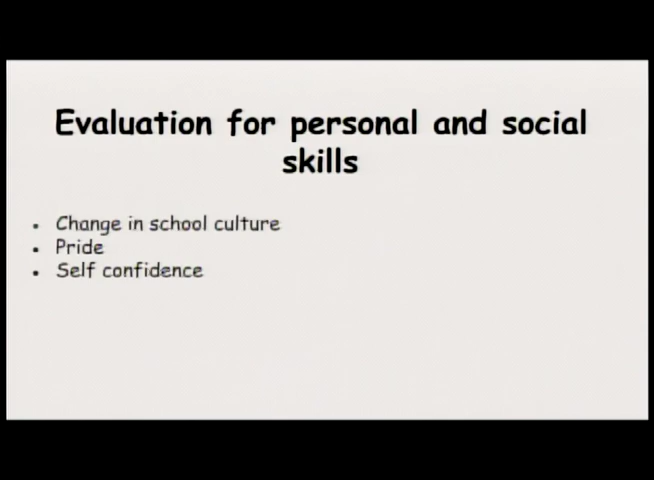 Evaluation for personal and social
skills
• Change in school culture
• Pride
• Self confidence